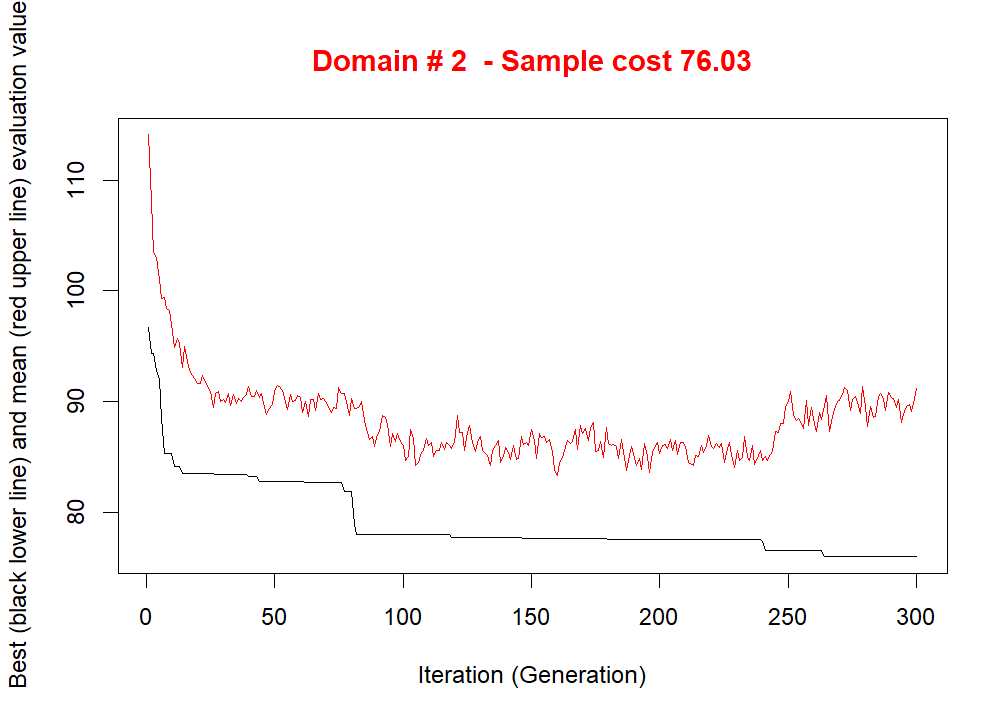 Domain # 2 - Sample cost 76.03
Best (black lower line) and mean (red upper line) evaluation value
110
100
90
80
0 50 100 150 200 250 300
Iteration (Generation)